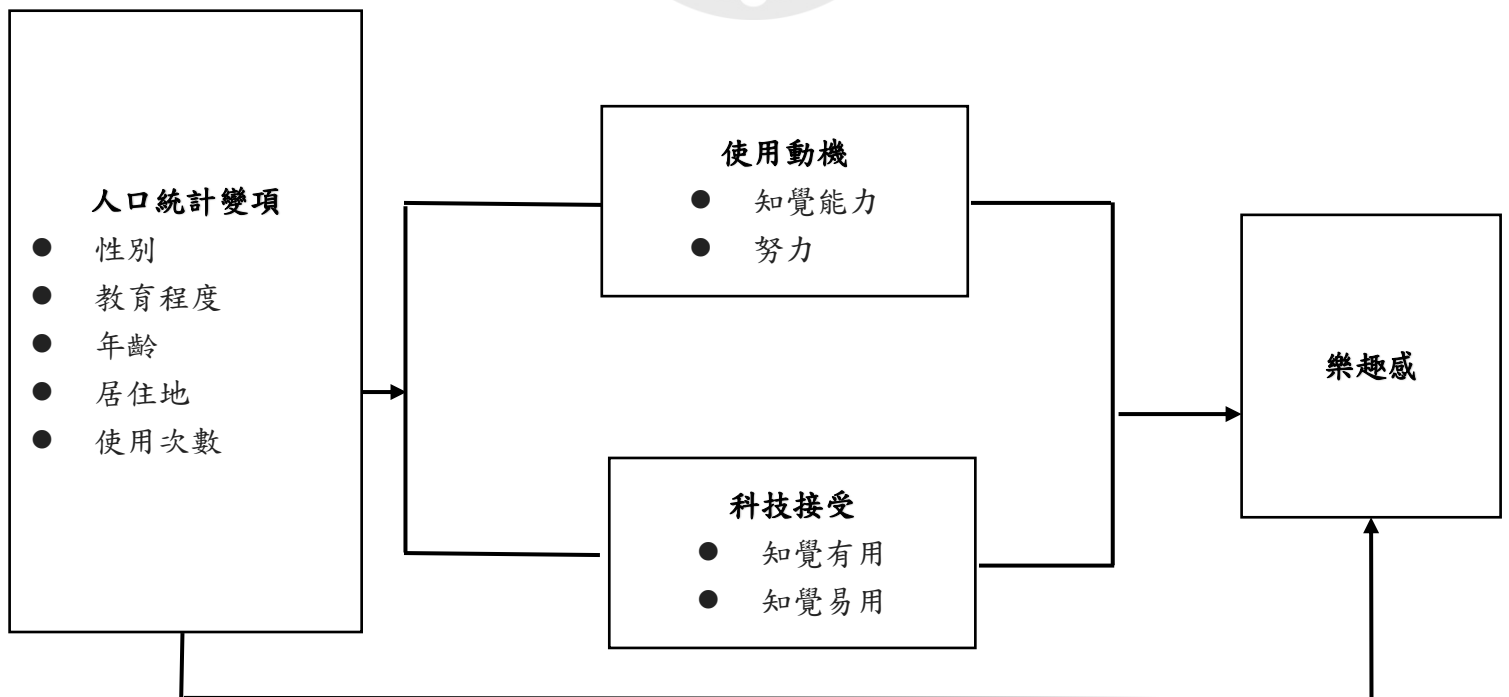 人口統計變項
● 性別
● 教育程度
● 年齡
● 居住地
● 使用次數
使用動機
● 知覺能力
● 努力
科技接受
● 知覺有用
● 知覺易用
樂趣感